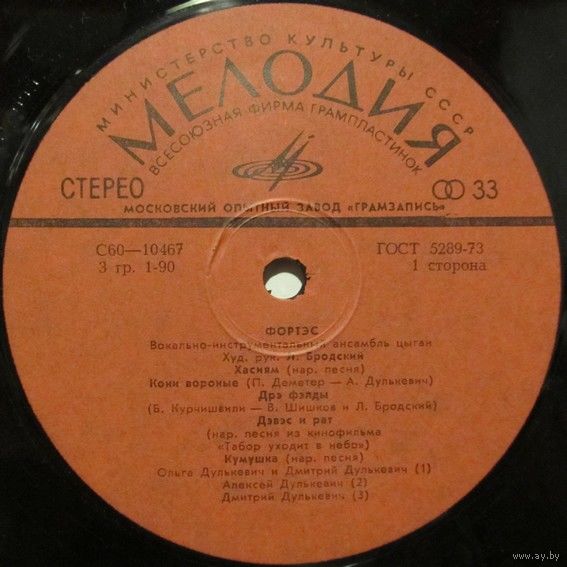 МИНИСТЕРСТВО КУЛЬТУРЫ СССР
МЕЛОДИЯ
ВСЕСОЮЗНАЯ ФИРМА ГРАМПЛАСТИНОК
СТЕРЕО
33
МОСКОВСКИЙ ОПЫТНЫЙ ЗАВОД «ГРАМЗАПИСЬ»
С60—10467
ГОСТ 5289-73
3 гр. 1-90
1 сторона
ФОРТЭС
Вокально-инструментальный ансамбль цыган
Худ. рук. Л. Бродский
Хасиям (нар. песня)
Кони вороные (П. Деметер — А. Дулькевич)
Дрэ фэлды
(Б. Курчишвили — В. Шишков и Л. Бродский)
Дэвэс и рат
(нар. песня из кинофильма
«Табор уходит в небо»)
Кумушка (нар. песня)
Ольга Дулькевич и Дмитрий Дулькевич (1)
Алексей Дулькевич (2)
Дмитрий Дулькевич (3)
www.ay.by